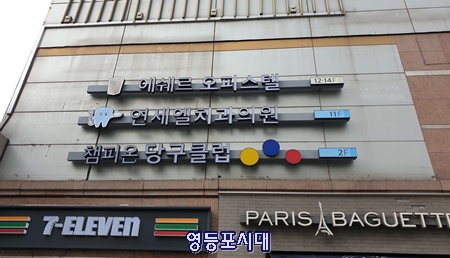 에쉐르 오피스텔 12-14F
연세엘치과의원 11F
챔피온 당구클럽 2F
7-ELEVEN
PARIS BAGUETTE
영등포시대